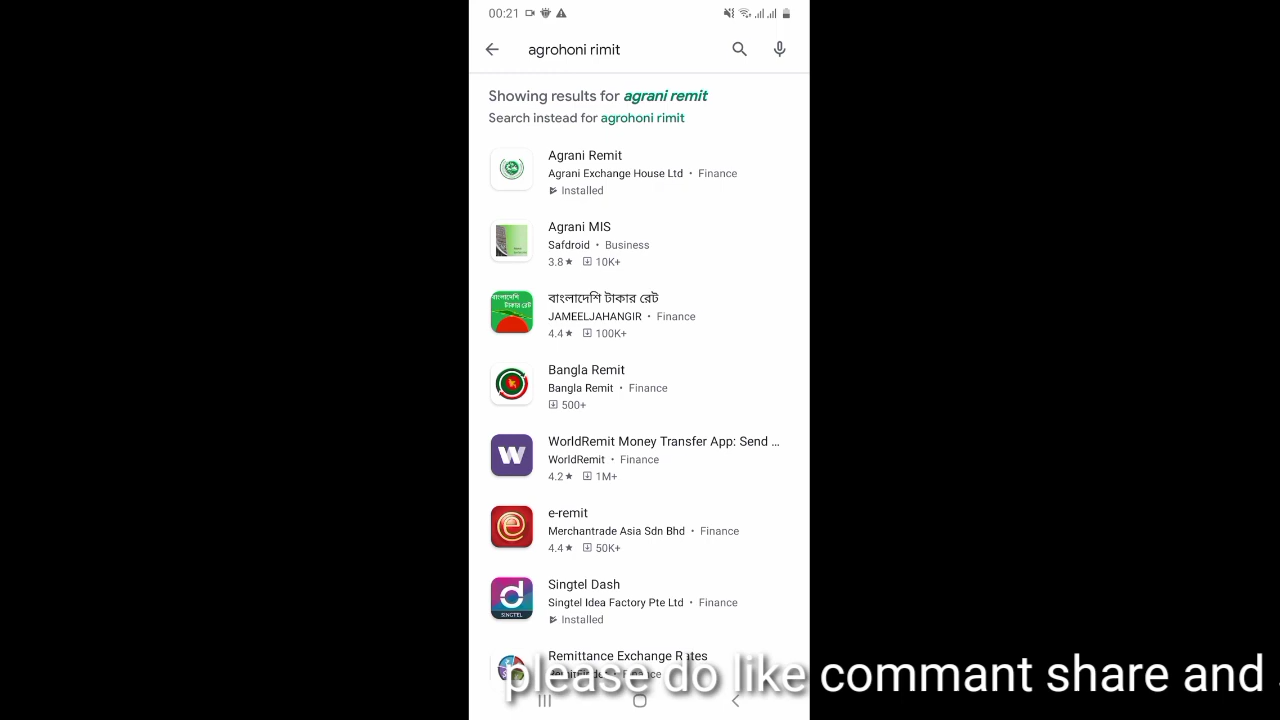 00:21
agrohoni rimit
Showing results for agrani remit
Search instead for agrohoni rimit
Agrani Remit
Agrani Exchange House Ltd • Finance
Installed
Agrani MIS
Safdroid • Business
3.8★ 10K+
বাংলাদেশি টাকার রেট
বাংলাদেশি
টাকার রেট
JAMEELJAHANGIR • Finance
4.4★ 100K+
Bangla Remit
Bangla Remit • Finance
500+
W
WorldRemit Money Transfer App: Send ...
WorldRemit • Finance
4.2★ 1M+
e
e-remit
Merchantrade Asia Sdn Bhd • Finance
4.4★ 50K+
d
SINGTEL
Singtel Dash
Singtel Idea Factory Pte Ltd • Finance
Installed
Remittance Exchange Rates
please do like commant share and